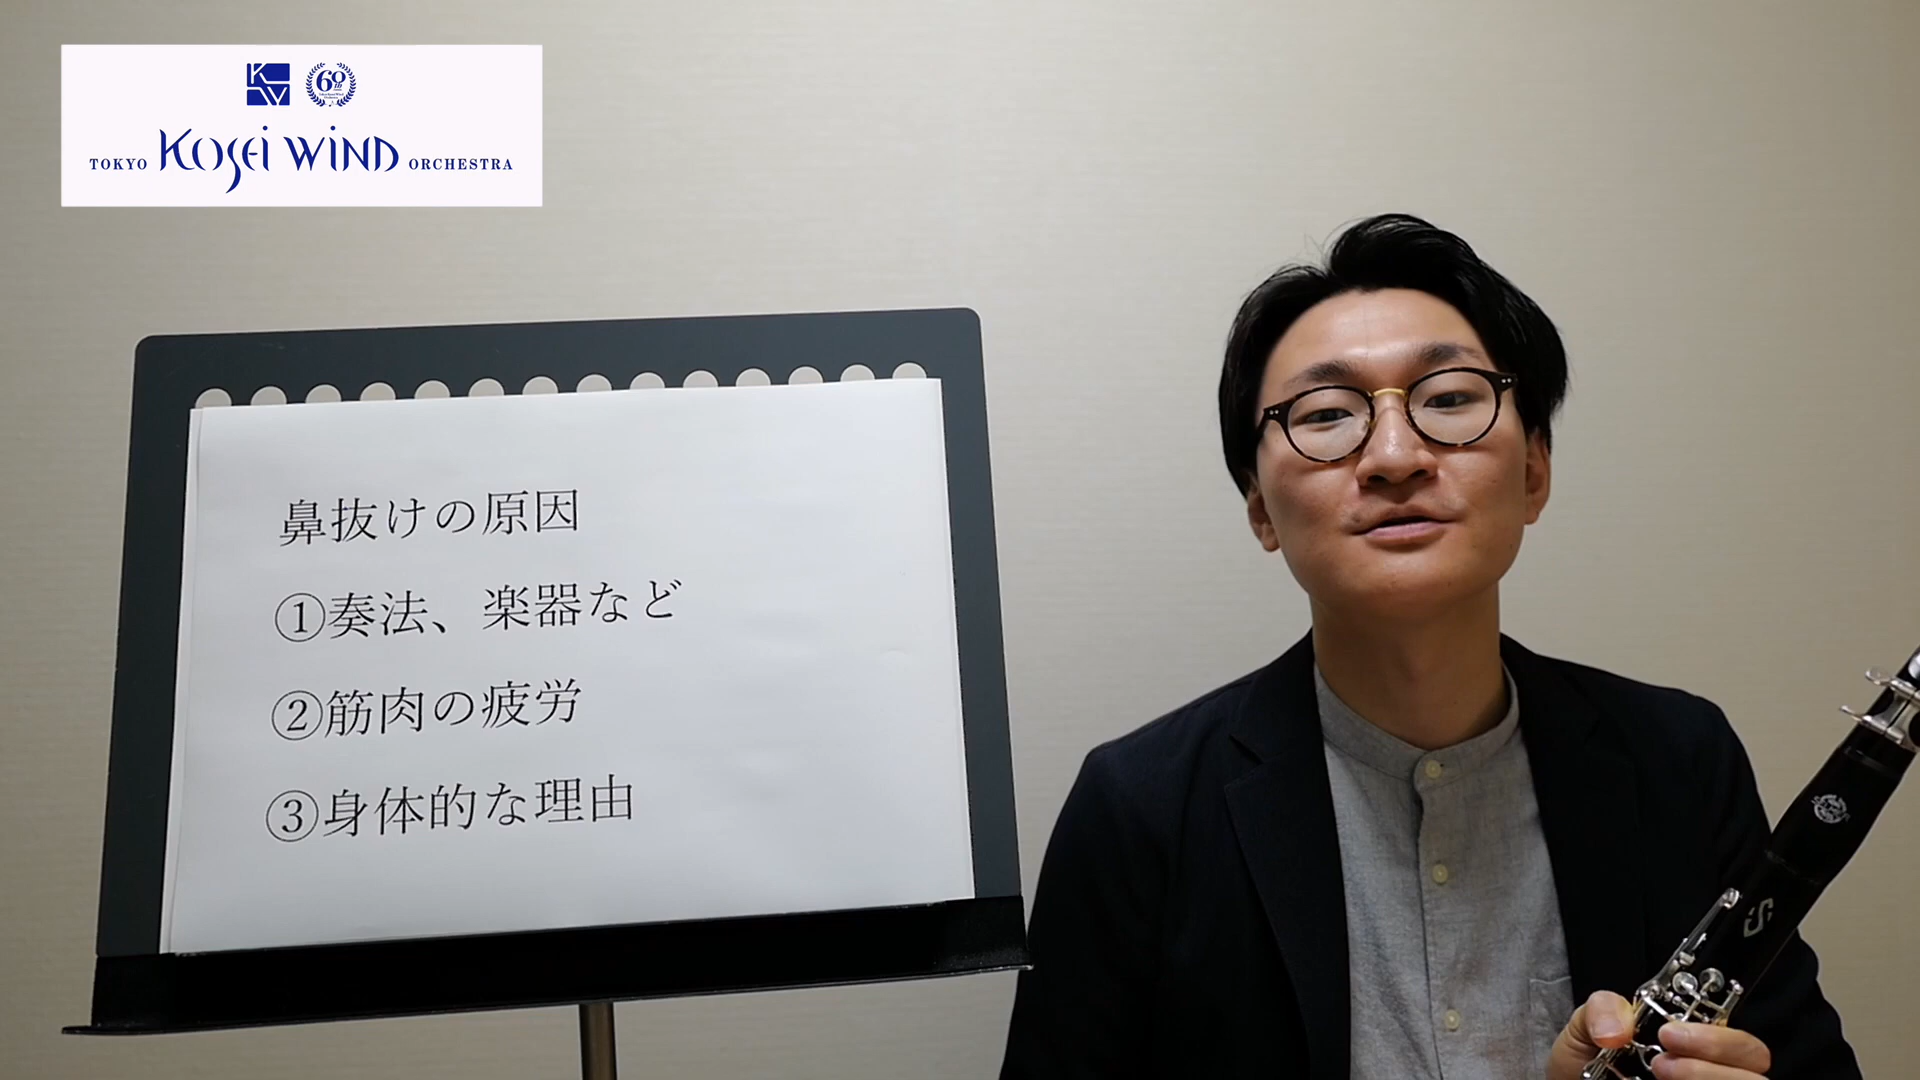 60th
TOKYO Kosei WIND ORCHESTRA
鼻抜けの原因
①奏法、楽器など
②筋肉の疲労
③身体的な理由
S